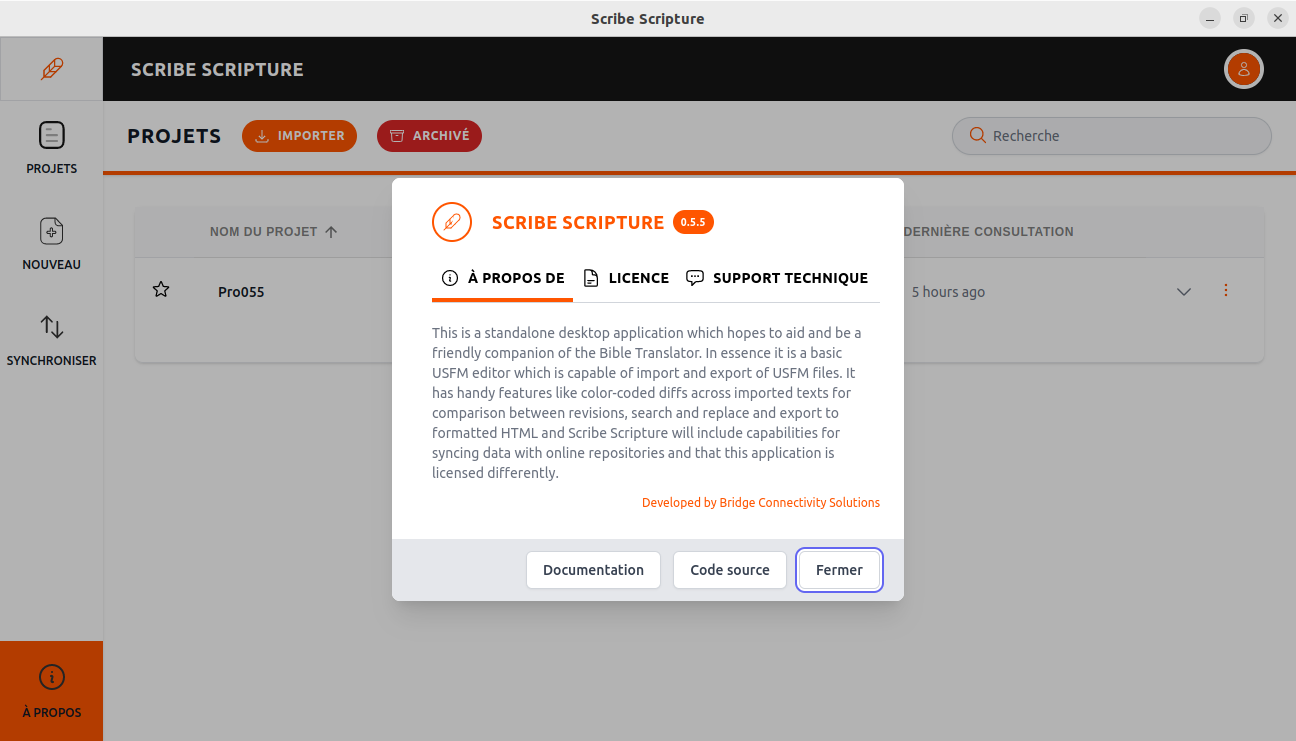 Scribe Scripture
SCRIBE SCRIPTURE
PROJETS
IMPORTER
ARCHIVÉ
Recherche
PROJETS
NOUVEAU
SYNCHRONISER
À PROPOS
NOM DU PROJET
DERNIÈRE CONSULTATION
Pro055
5 hours ago
SCRIBE SCRIPTURE 0.5.5
À PROPOS DE
LICENCE
SUPPORT TECHNIQUE
This is a standalone desktop application which hopes to aid and be a
friendly companion of the Bible Translator. In essence it is a basic
USFM editor which is capable of import and export of USFM files. It
has handy features like color-coded diffs across imported texts for
comparison between revisions, search and replace and export to
formatted HTML and Scribe Scripture will include capabilities for
syncing data with online repositories and that this application is
licensed differently.
Developed by Bridge Connectivity Solutions
Documentation
Code source
Fermer